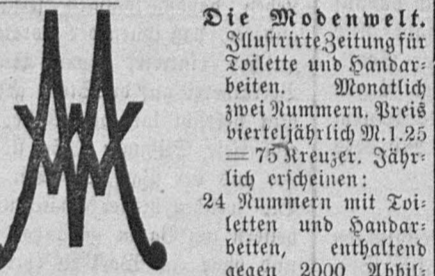 Die Modenwelt.
Illustrirte Zeitung für
Toilette und Handar-
beiten. Monatlich
zwei Nummern. Preis
vierteljährlich M. 1.25
= 75 Kreuzer. Jähr-
lich erscheinen:
24 Nummern mit Toi-
letten und Handar-
beiten, enthaltend
gegen 2000 Abbil-